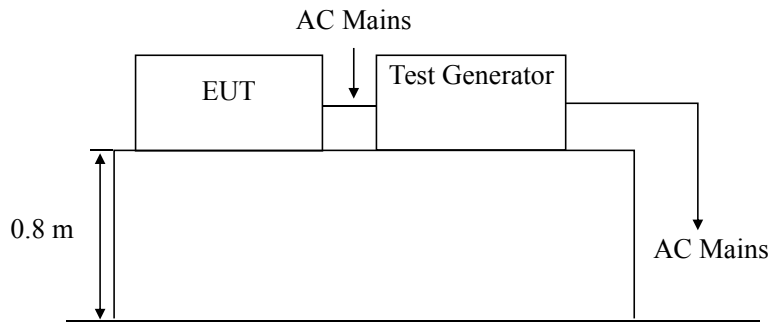 AC Mains
EUT
Test Generator
0.8 m
AC Mains